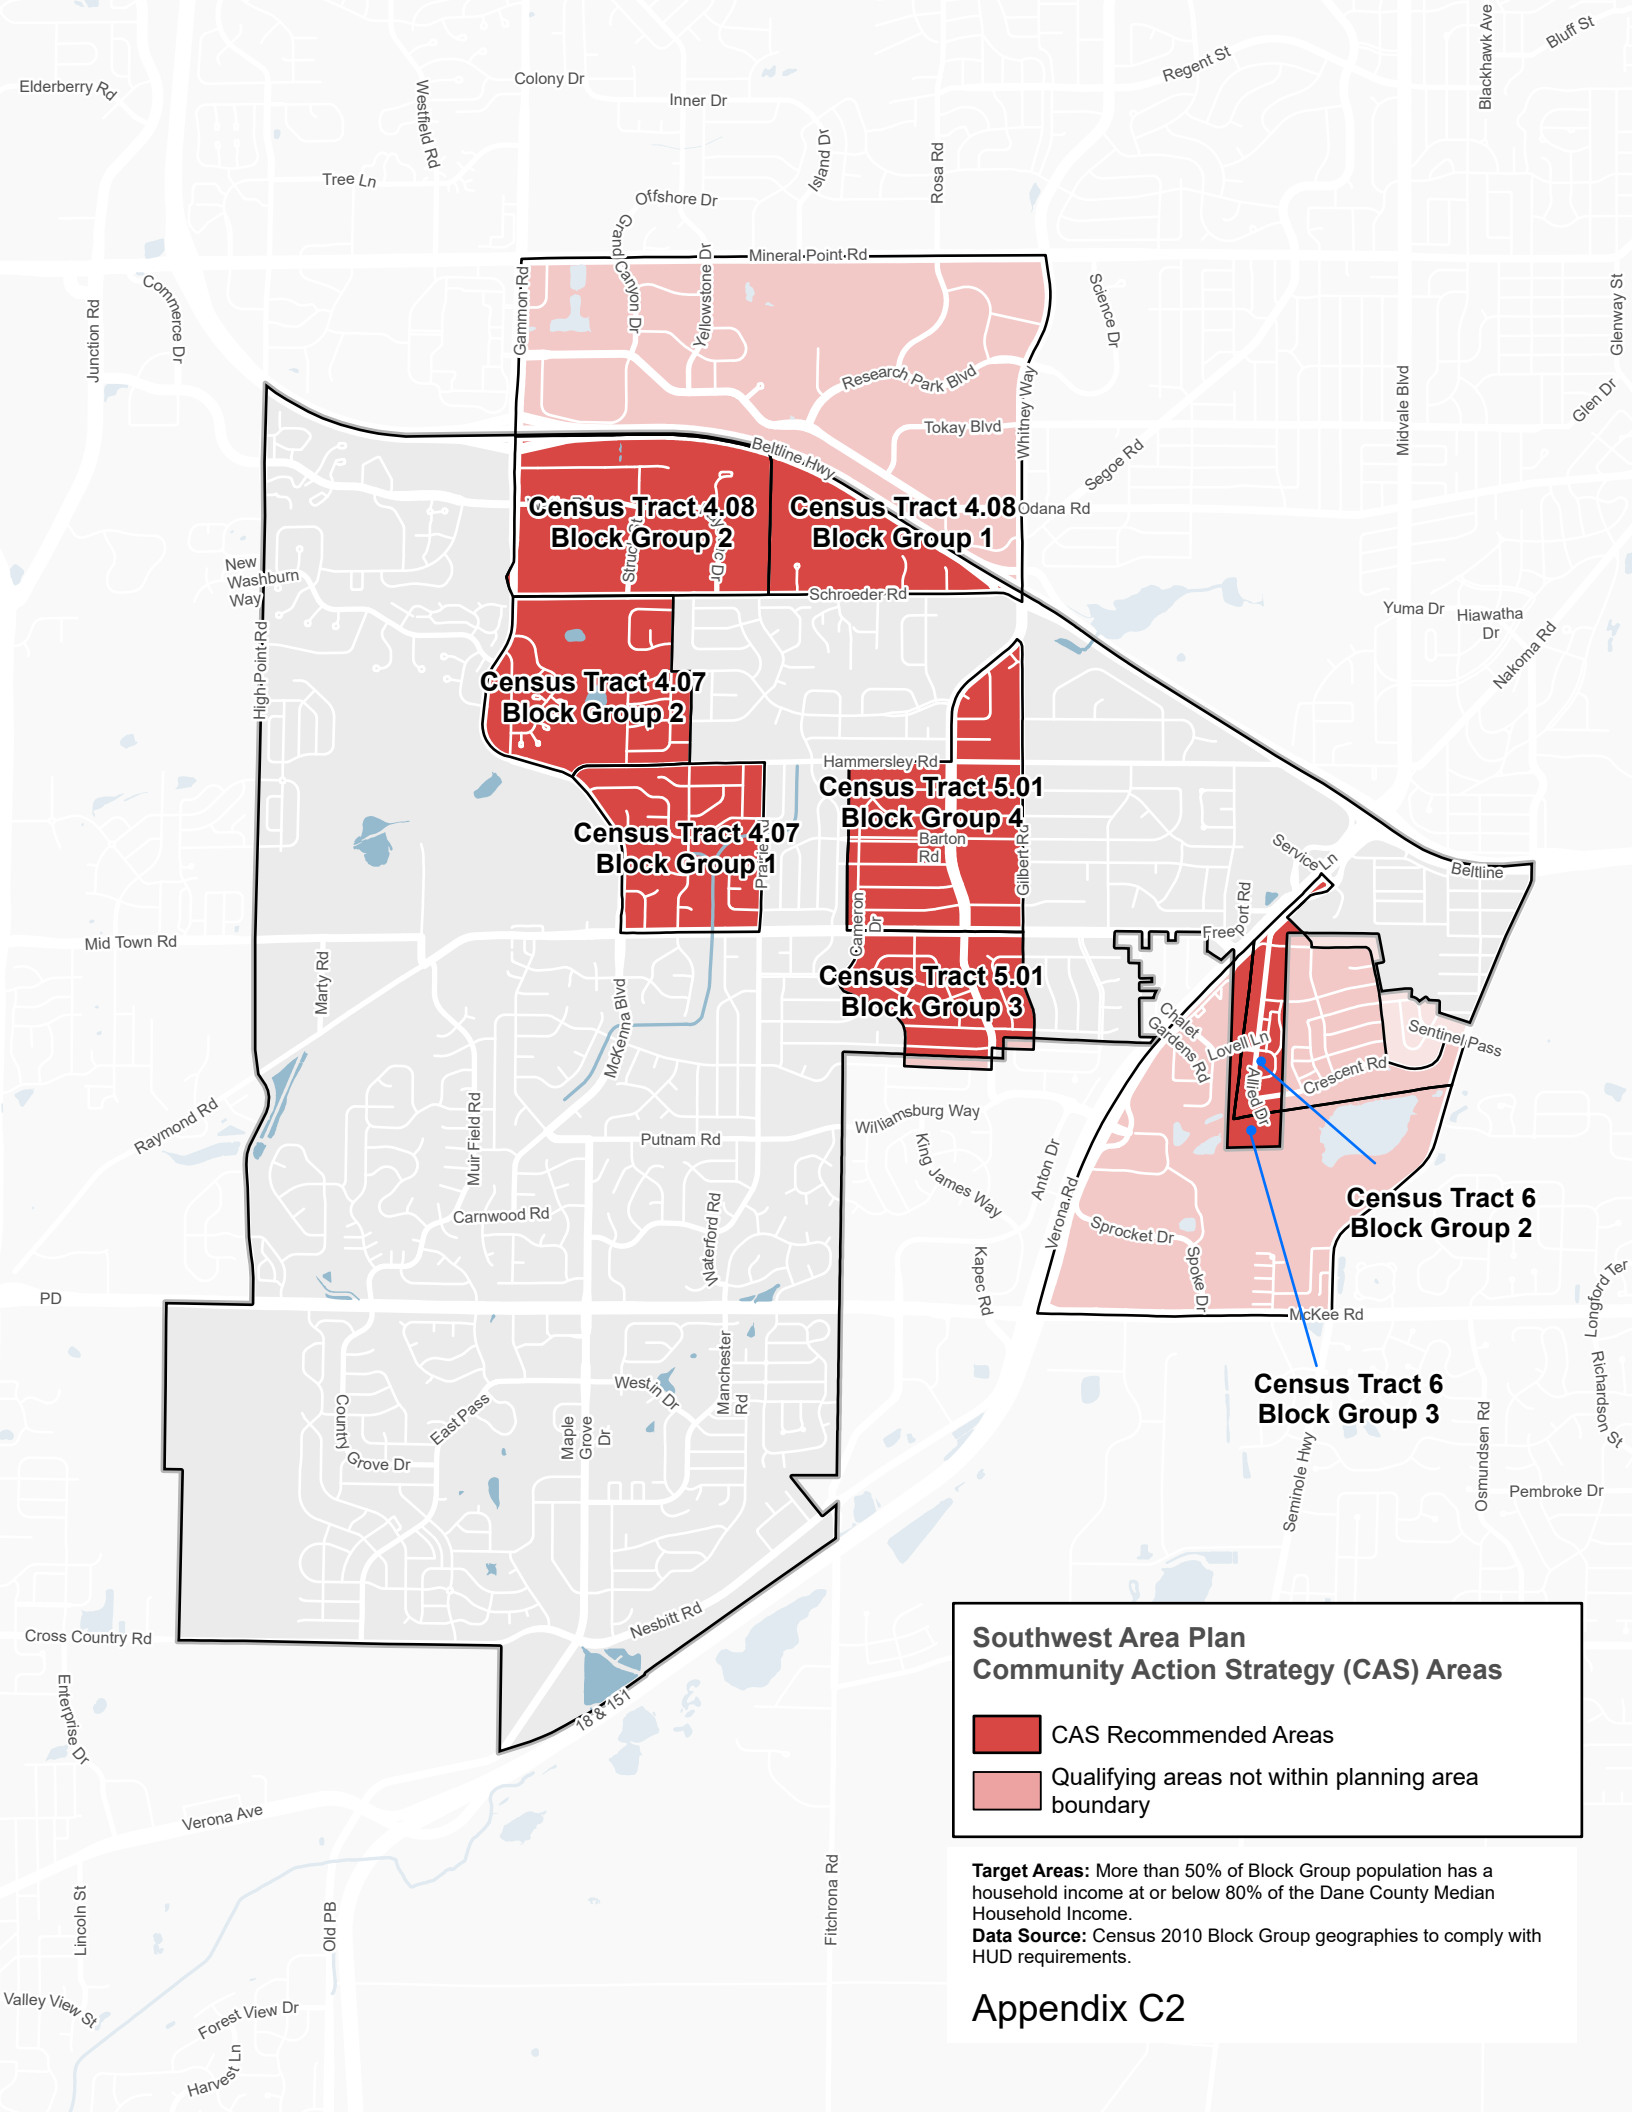 Bluff St
Blackhawk Ave
Regent St
Elderberry Rd
Westfield Rd
Colony Dr
Inner Dr
Island Dr
Rosa Rd
Tree Ln
Offshore Dr
Grand Canyon Dr
Yellowstone Dr
Mineral Point Rd
Gammon Rd
Commerce Dr
Junction Rd
Science Dr
Glenway St
Research Park Blvd
Whitney Way
Midvale Blvd
Glen Dr
Tokay Blvd
Beltline Hwy
Segoe Rd
Odana Rd
Census Tract 4.08
Block Group 2
Census Tract 4.08
Block Group 1
New
Washburn
Way
Schroeder Rd
Yuma Dr
Hiawatha
Dr
Nakoma Rd
High Point Rd
Census Tract 4.07
Block Group 2
Hammersley Rd
Census Tract 5.01
Block Group 4
Barton
Rd
Gilbert Rd
Census Tract 4.07
Block Group 1
Service Ln
Beltline
Freeport Rd
Cameron
Dr
Mid Town Rd
Marty Rd
McKenna Blvd
Census Tract 5.01
Block Group 3
Chalet
Gardens Rd
Lovell Ln
Allied Dr
Crescent Rd
Sentinel Pass
Raymond Rd
Muir Field Rd
Putnam Rd
Williamsburg Way
King James Way
Anton Dr
Verona Rd
Carnwood Rd
Waterford Rd
Sprocket Dr
Spoke Dr
Kapec Rd
Census Tract 6
Block Group 2
PD
McKee Rd
Longford Ter
Richardson St
Manchester
Rd
Westin Dr
East Pass
Country Grove Dr
Maple
Grove
Dr
Census Tract 6
Block Group 3
Seminole Hwy
Osmundsen Rd
Pembroke Dr
Nesbitt Rd
18 & 151
Cross Country Rd
Enterprise Dr
Verona Ave
Lincoln St
Old PB
Fitchrona Rd
Valley View St
Forest View Dr
Harvest Ln
Southwest Area Plan
Community Action Strategy (CAS) Areas
CAS Recommended Areas
Qualifying areas not within planning area
boundary
Target Areas: More than 50% of Block Group population has a
household income at or below 80% of the Dane County Median
Household Income.
Data Source: Census 2010 Block Group geographies to comply with
HUD requirements.
Appendix C2